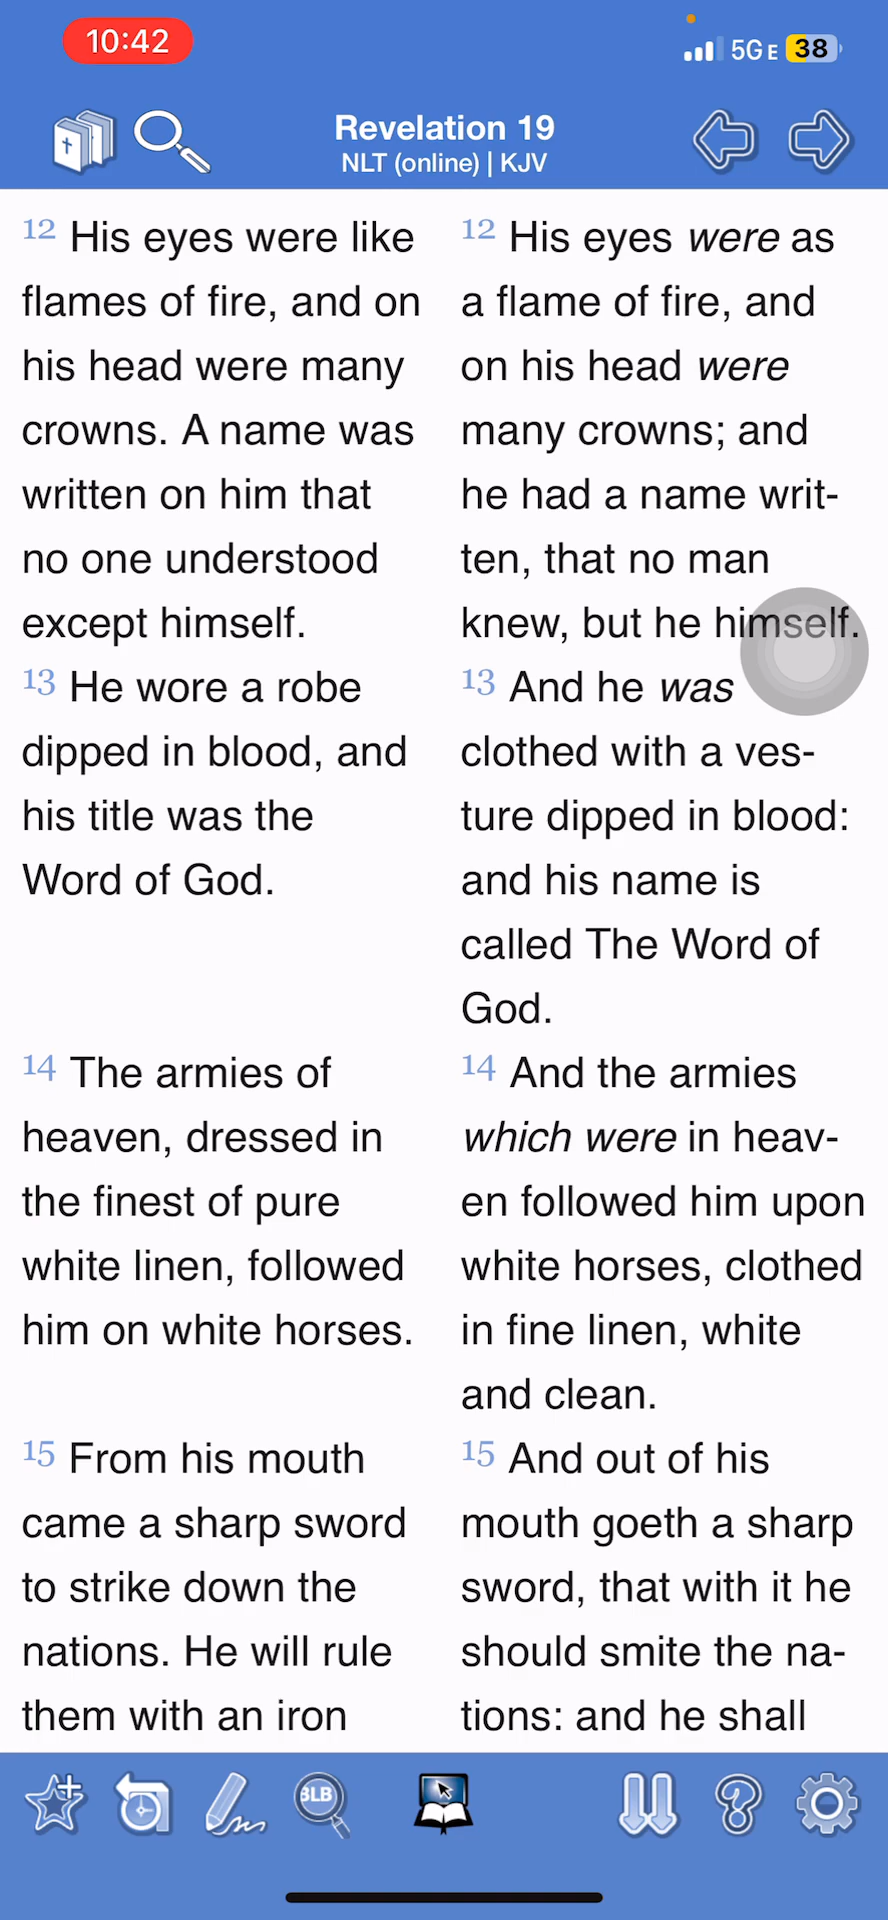 10:42
5GE 38
Revelation 19
NLT (online) | KJV
12 His eyes were like
flames of fire, and on
his head were many
crowns. A name was
written on him that
no one understood
except himself.
13 He wore a robe
dipped in blood, and
his title was the
Word of God.
14 The armies of
heaven, dressed in
the finest of pure
white linen, followed
him on white horses.
15 From his mouth
came a sharp sword
to strike down the
nations. He will rule
them with an iron
12 His eyes were as
a flame of fire, and
on his head were
many crowns; and
he had a name writ-
ten, that no man
knew, but he himself.
13 And he was
clothed with a ves-
ture dipped in blood:
and his name is
called The Word of
God.
14 And the armies
which were in heav-
en followed him upon
white horses, clothed
in fine linen, white
and clean.
15 And out of his
mouth goeth a sharp
sword, that with it he
should smite the na-
tions: and he shall
BLB